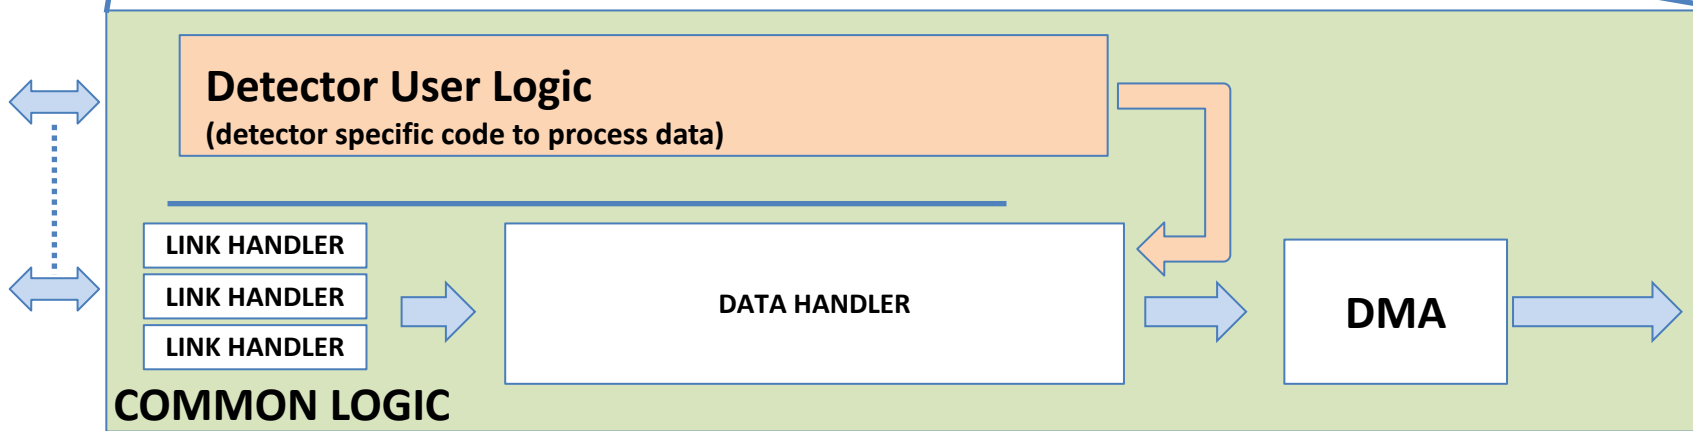 Detector User Logic
(detector specific code to process data)
LINK HANDLER
LINK HANDLER
LINK HANDLER
DATA HANDLER
DMA
COMMON LOGIC